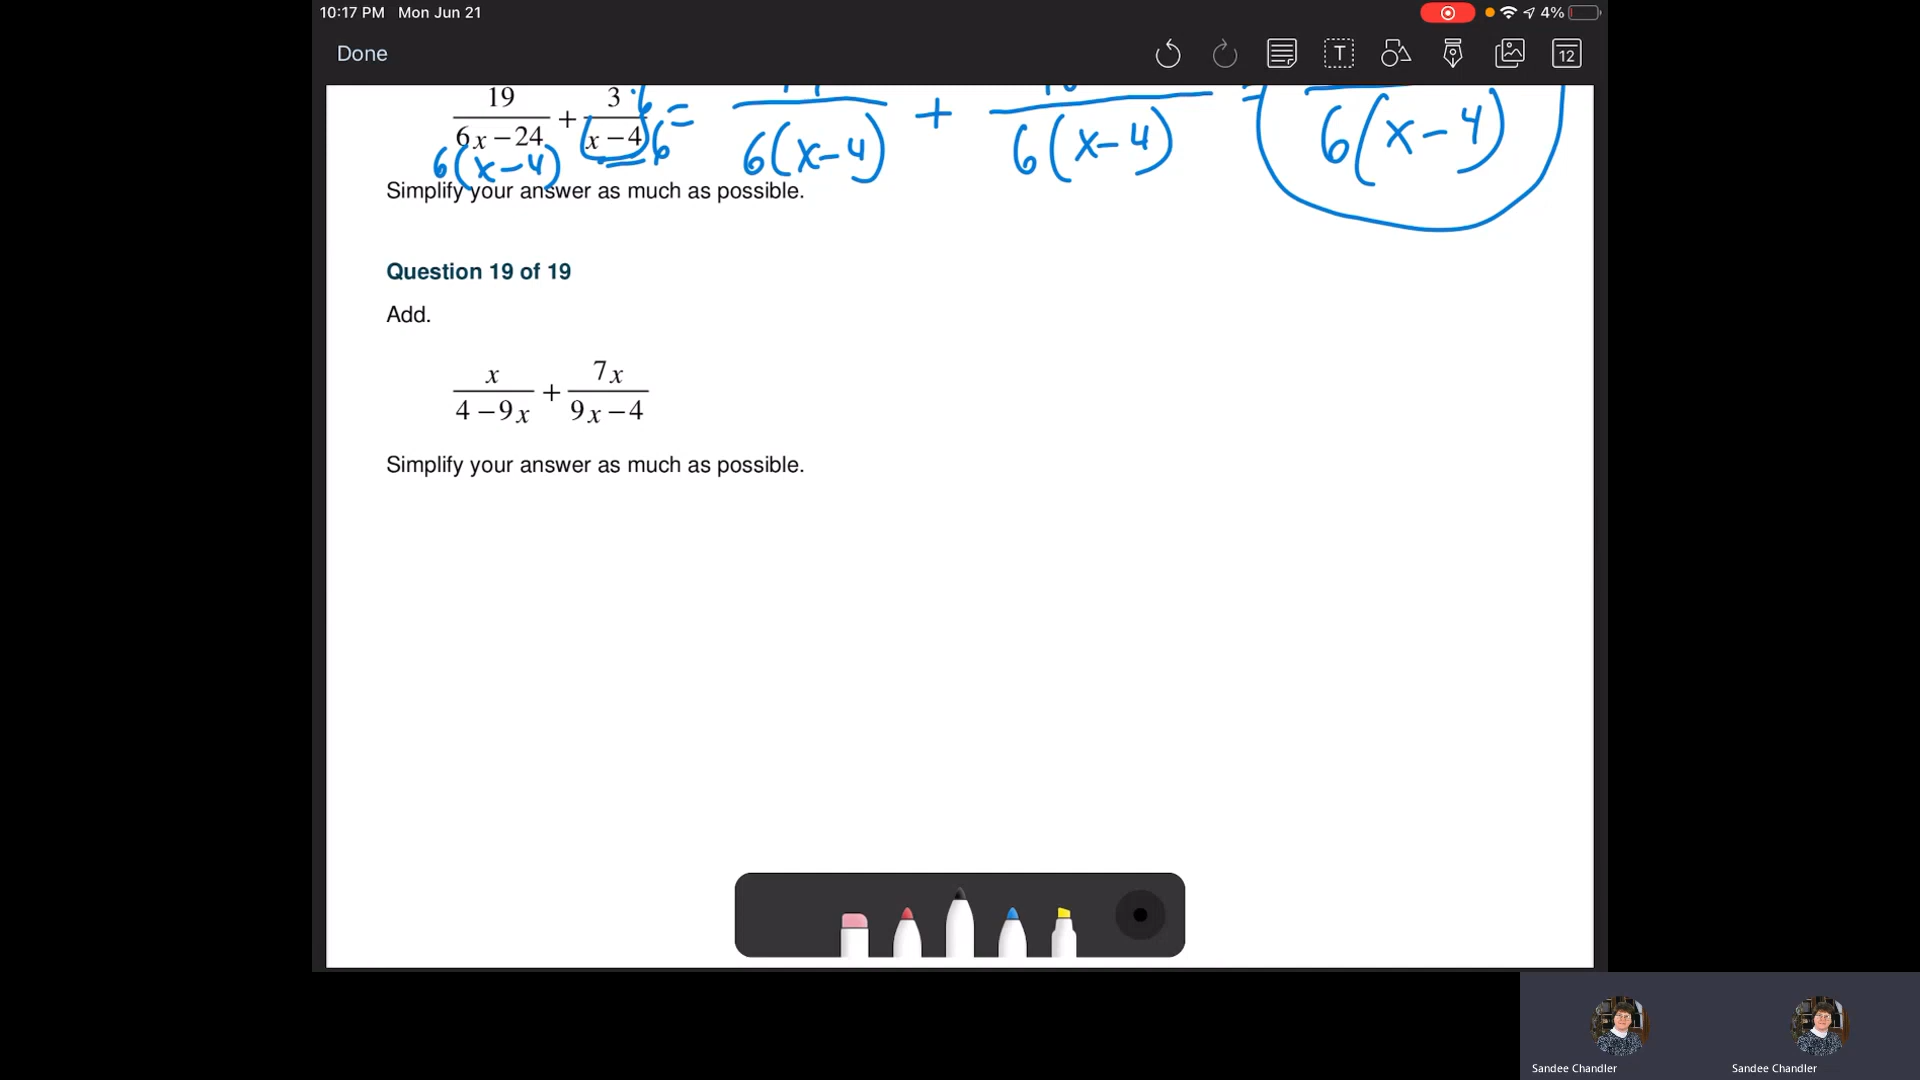 10:17 PM Mon Jun 21 4%
Done T 12
19/(6x−24) + 3·6/(x−4)6 = /6(x−4) + /6(x−4) = /6(x−4)
6(x−4)
Simplify your answer as much as possible.
Question 19 of 19
Add.
x/(4−9x) + 7x/(9x−4)
Simplify your answer as much as possible.
Sandee Chandler Sandee Chandler